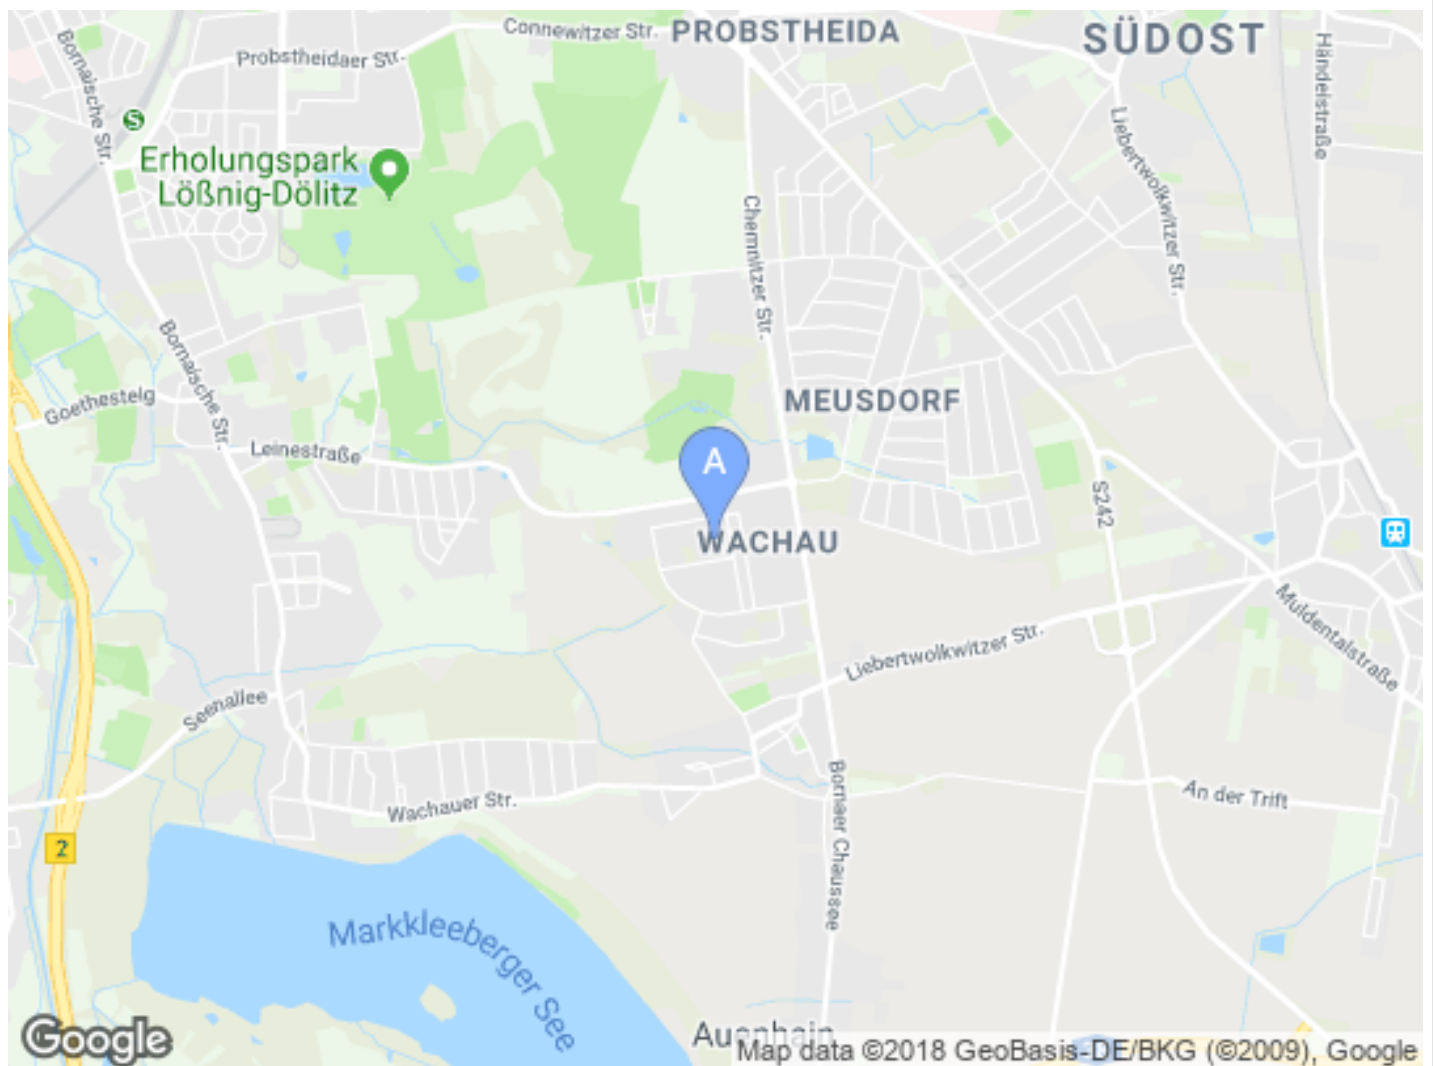 Connewitzer Str.
PROBSTHEIDA
SÜDOST
Bornaische Str.
Probstheidaer Str.
Händelstraße
S
Liebertwolkwitzer Str.
Erholungspark
Lößnig-Dölitz
Chemnitzer Str.
Bornaische Str.
Goethesteig
MEUSDORF
Leinestraße
A
S242
WACHAU
Muldentalstraße
Liebertwolkwitzer Str.
Seenallee
Bornaer Chaussee
An der Trift
Wachauer Str.
2
Markkleeberger See
Auenhain
Google
Map data ©2018 GeoBasis-DE/BKG (©2009), Google